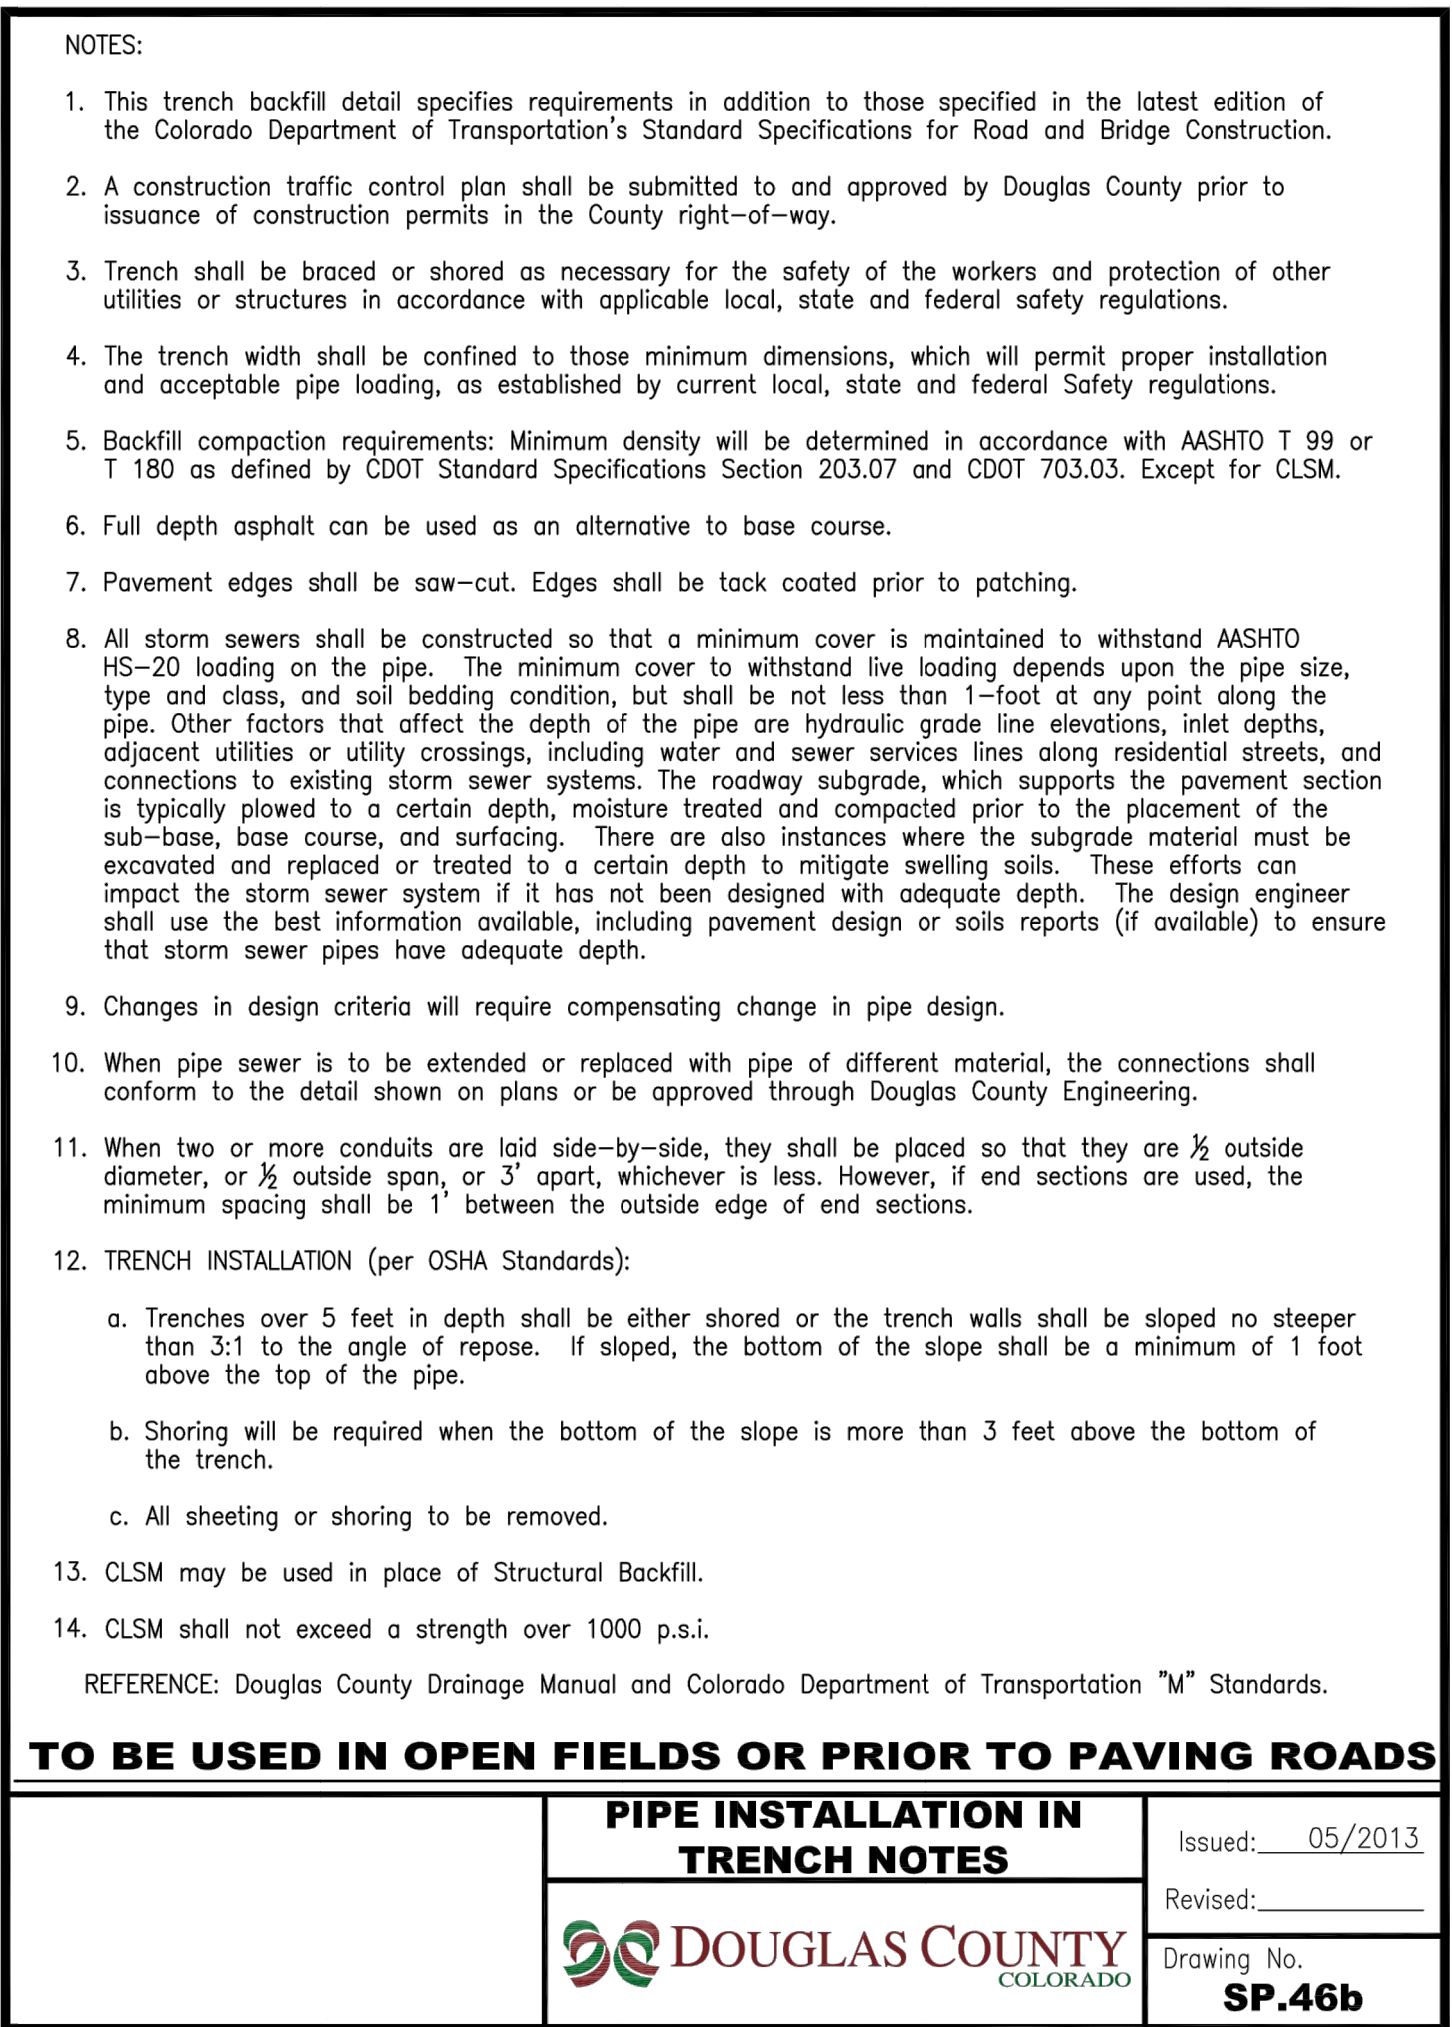 NOTES:
1. This trench backfill detail specifies requirements in addition to those specified in the latest edition of
the Colorado Department of Transportation's Standard Specifications for Road and Bridge Construction.
2. A construction traffic control plan shall be submitted to and approved by Douglas County prior to
issuance of construction permits in the County right-of-way.
3. Trench shall be braced or shored as necessary for the safety of the workers and protection of other
utilities or structures in accordance with applicable local, state and federal safety regulations.
4. The trench width shall be confined to those minimum dimensions, which will permit proper installation
and acceptable pipe loading, as established by current local, state and federal Safety regulations.
5. Backfill compaction requirements: Minimum density will be determined in accordance with AASHTO T 99 or
T 180 as defined by CDOT Standard Specifications Section 203.07 and CDOT 703.03. Except for CLSM.
6. Full depth asphalt can be used as an alternative to base course.
7. Pavement edges shall be saw-cut. Edges shall be tack coated prior to patching.
8. All storm sewers shall be constructed so that a minimum cover is maintained to withstand AASHTO
HS-20 loading on the pipe. The minimum cover to withstand live loading depends upon the pipe size,
type and class, and soil bedding condition, but shall be not less than 1-foot at any point along the
pipe. Other factors that affect the depth of the pipe are hydraulic grade line elevations, inlet depths,
adjacent utilities or utility crossings, including water and sewer services lines along residential streets, and
connections to existing storm sewer systems. The roadway subgrade, which supports the pavement section
is typically plowed to a certain depth, moisture treated and compacted prior to the placement of the
sub-base, base course, and surfacing. There are also instances where the subgrade material must be
excavated and replaced or treated to a certain depth to mitigate swelling soils. These efforts can
impact the storm sewer system if it has not been designed with adequate depth. The design engineer
shall use the best information available, including pavement design or soils reports (if available) to ensure
that storm sewer pipes have adequate depth.
9. Changes in design criteria will require compensating change in pipe design.
10. When pipe sewer is to be extended or replaced with pipe of different material, the connections shall
conform to the detail shown on plans or be approved through Douglas County Engineering.
11. When two or more conduits are laid side-by-side, they shall be placed so that they are ½ outside
diameter, or ½ outside span, or 3' apart, whichever is less. However, if end sections are used, the
minimum spacing shall be 1' between the outside edge of end sections.
12. TRENCH INSTALLATION (per OSHA Standards):
a. Trenches over 5 feet in depth shall be either shored or the trench walls shall be sloped no steeper
than 3:1 to the angle of repose. If sloped, the bottom of the slope shall be a minimum of 1 foot
above the top of the pipe.
b. Shoring will be required when the bottom of the slope is more than 3 feet above the bottom of
the trench.
c. All sheeting or shoring to be removed.
13. CLSM may be used in place of Structural Backfill.
14. CLSM shall not exceed a strength over 1000 p.s.i.
REFERENCE: Douglas County Drainage Manual and Colorado Department of Transportation "M" Standards.
TO BE USED IN OPEN FIELDS OR PRIOR TO PAVING ROADS
PIPE INSTALLATION IN
TRENCH NOTES
DOUGLAS COUNTY
COLORADO
Issued: 05/2013
Revised:
Drawing No.
SP.46b